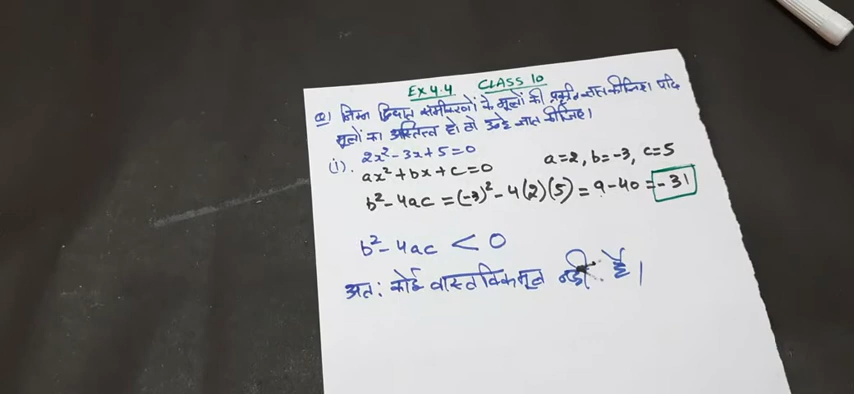 EX 4.4 CLASS 10
Q1 निम्न द्विघात समीकरणों के मूलों की प्रकृति ज्ञात कीजिए। यदि
मूलों का अस्तित्व हो तो उन्हें ज्ञात कीजिए।
(i). 2x²-3x+5=0
ax²+bx+c=0 a=2, b=-3, c=5
b²-4ac = (-3)²-4(2)(5) = 9-40 = -31
b²-4ac < 0
अत: कोई वास्तविक मूल नहीं है।